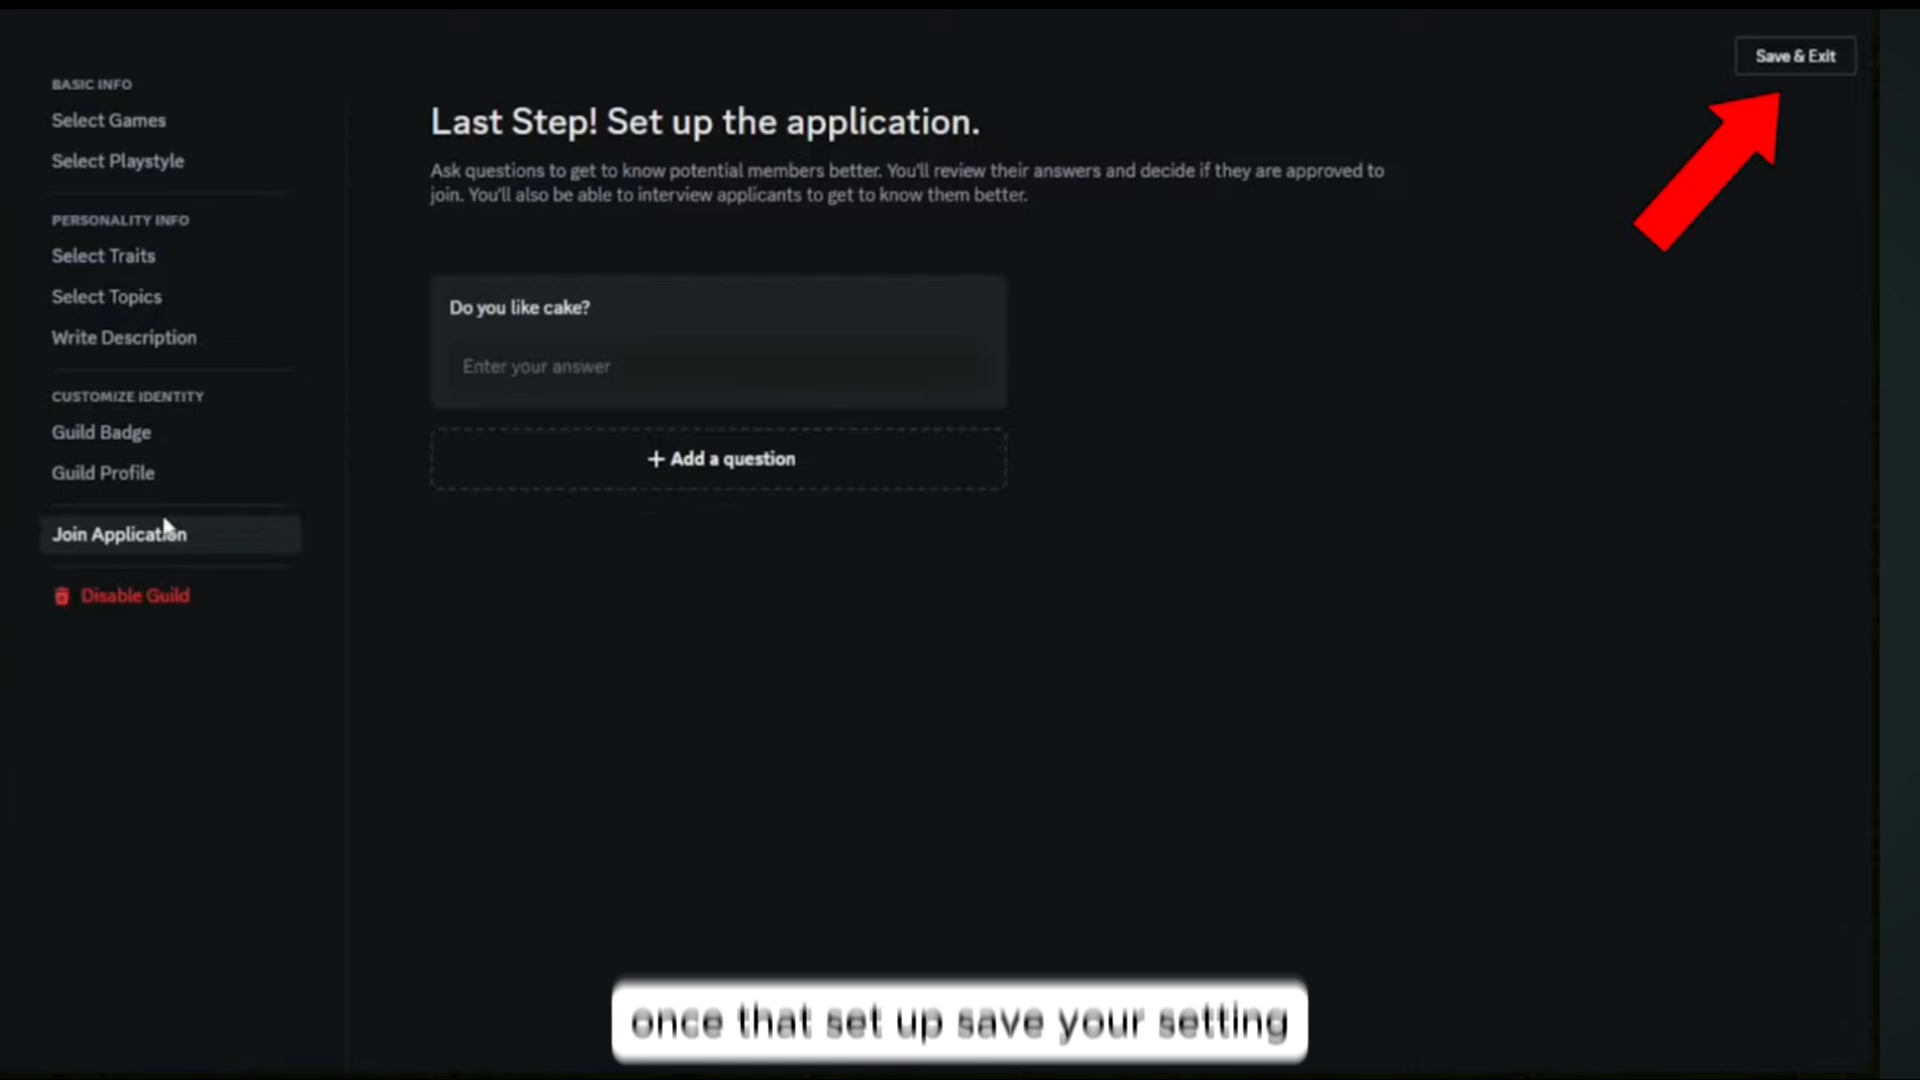 Save & Exit
BASIC INFO
Select Games
Select Playstyle
PERSONALITY INFO
Select Traits
Select Topics
Write Description
CUSTOMIZE IDENTITY
Guild Badge
Guild Profile
Join Application
Disable Guild
Last Step! Set up the application.
Ask questions to get to know potential members better. You'll review their answers and decide if they are approved to
join. You'll also be able to interview applicants to get to know them better.
Do you like cake?
Enter your answer
+ Add a question
once that set up save your setting